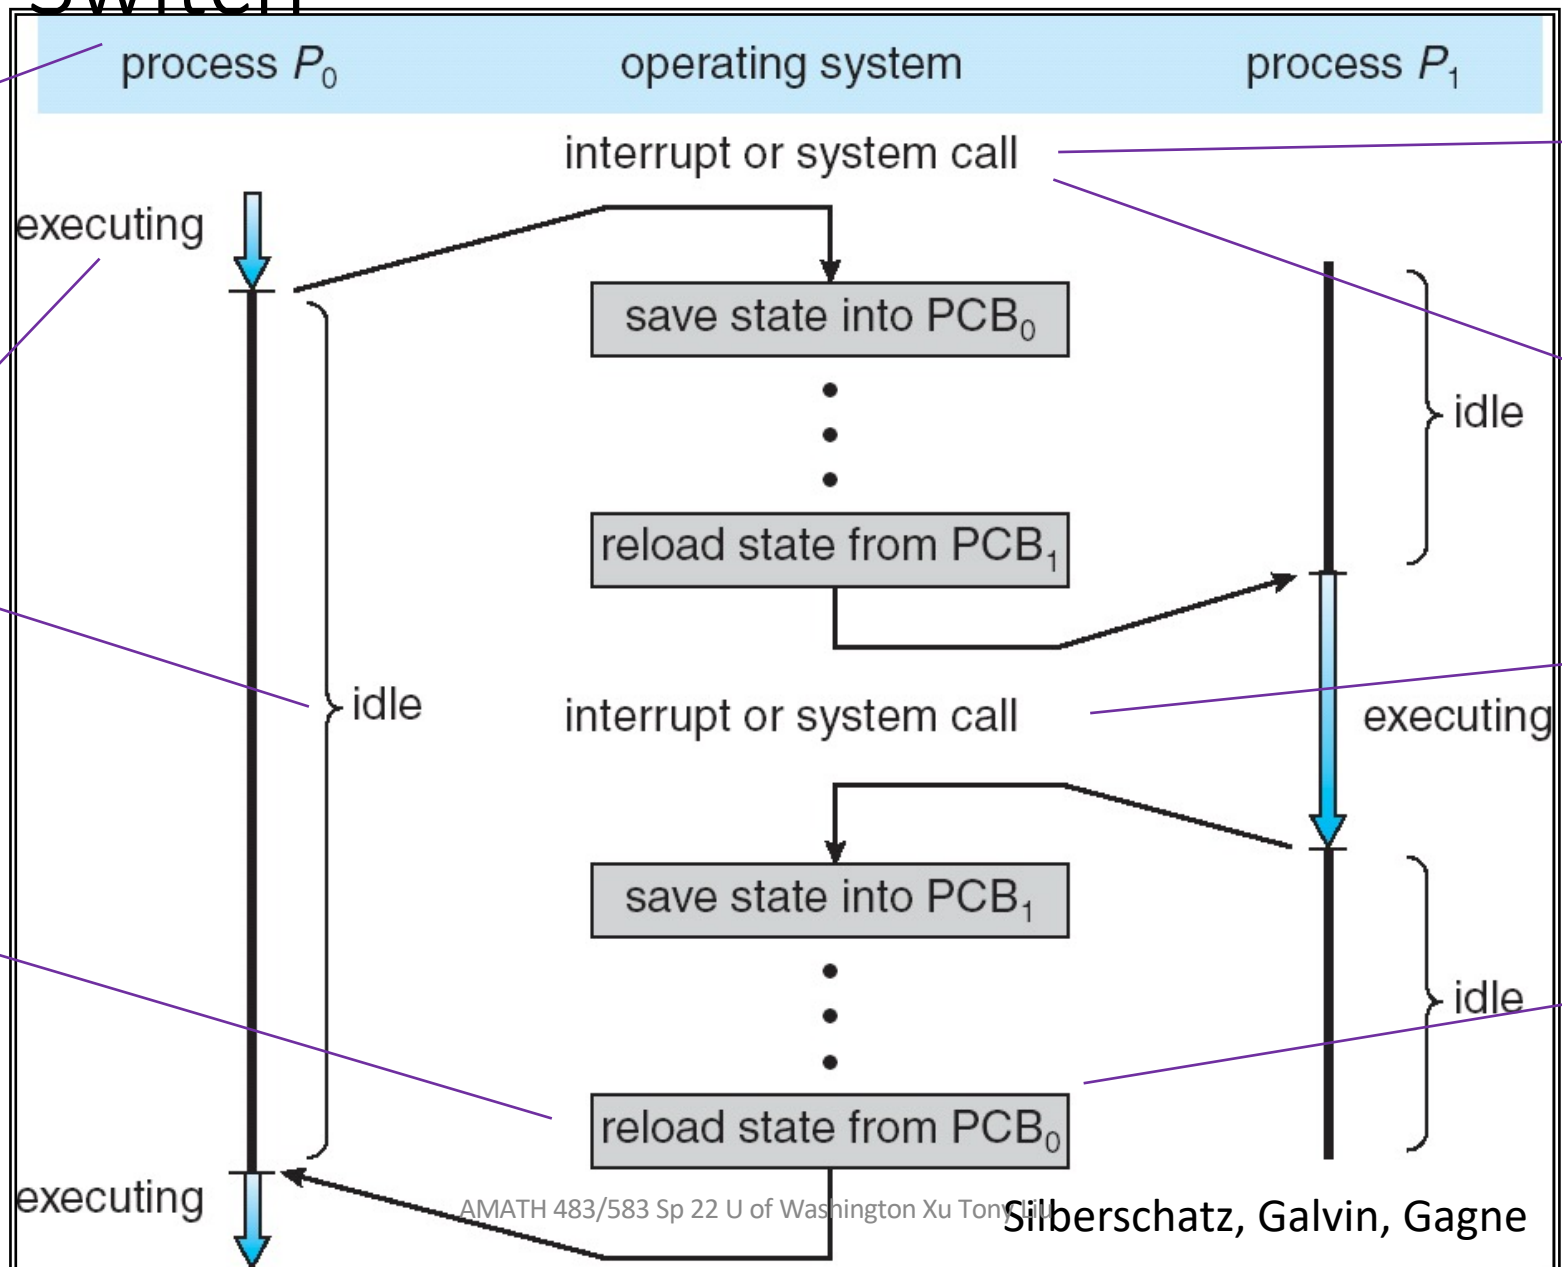 Switch
process P₀ operating system process P₁
interrupt or system call
executing
save state into PCB₀
idle
reload state from PCB₁
idle
interrupt or system call
executing
save state into PCB₁
idle
reload state from PCB₀
executing
AMATH 483/583 Sp 22 U of Washington Xu Tony Liu
Silberschatz, Galvin, Gagne